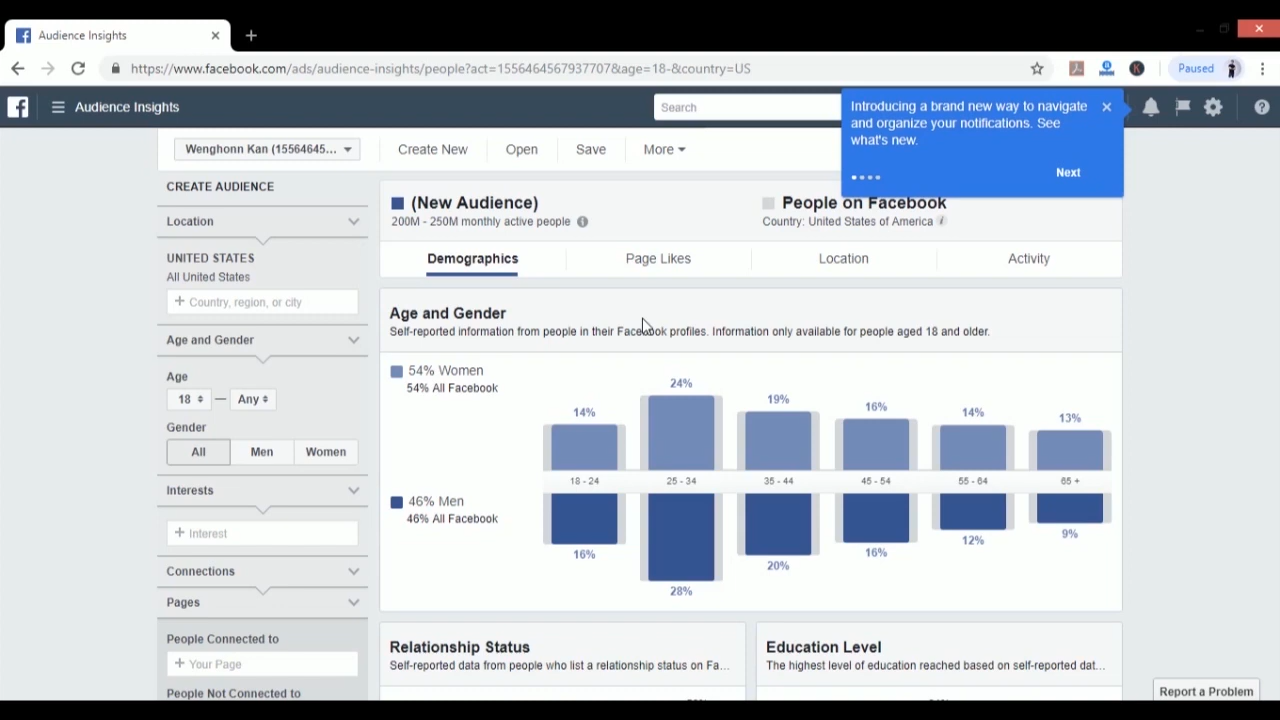 Audience Insights
https://www.facebook.com/ads/audience-insights/people?act=1556464567937707&age=18-&country=US
Paused
Audience Insights
Search
Introducing a brand new way to navigate
and organize your notifications. See
what's new.
Next
Wenghonn Kan (15564645...
Create New
Open
Save
More
CREATE AUDIENCE
Location
UNITED STATES
All United States
+ Country, region, or city
Age and Gender
Age
18 — Any
Gender
All Men Women
Interests
+ Interest
Connections
Pages
People Connected to
+ Your Page
People Not Connected to
(New Audience)
200M - 250M monthly active people
People on Facebook
Country: United States of America
Demographics Page Likes Location Activity
Age and Gender
Self-reported information from people in their Facebook profiles. Information only available for people aged 18 and older.
54% Women
54% All Facebook
14% 24% 19% 16% 14% 13%
18 - 24 25 - 34 35 - 44 45 - 54 55 - 64 65 +
46% Men
46% All Facebook
16% 28% 20% 16% 12% 9%
Relationship Status
Self-reported data from people who list a relationship status on Fa...
Education Level
The highest level of education reached based on self-reported dat...
Report a Problem